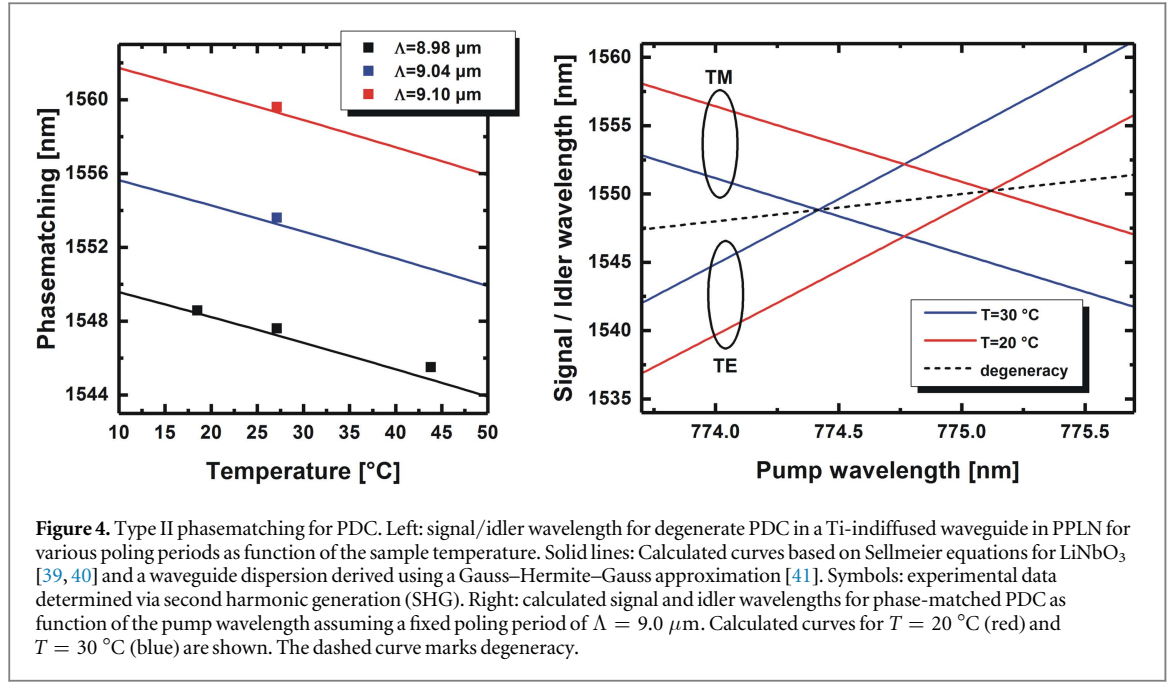 Λ=8.98 µm
Λ=9.04 µm
Λ=9.10 µm
Phasematching [nm]
1560
1556
1552
1548
1544
10 15 20 25 30 35 40 45 50
Temperature [°C]
Signal / Idler wavelength [nm]
1560
1555
1550
1545
1540
1535
TM
TE
T=30 °C
T=20 °C
degeneracy
774.0 774.5 775.0 775.5
Pump wavelength [nm]
Figure 4. Type II phasematching for PDC. Left: signal/idler wavelength for degenerate PDC in a Ti-indiffused waveguide in PPLN for
various poling periods as function of the sample temperature. Solid lines: Calculated curves based on Sellmeier equations for LiNbO₃
[39, 40] and a waveguide dispersion derived using a Gauss–Hermite–Gauss approximation [41]. Symbols: experimental data
determined via second harmonic generation (SHG). Right: calculated signal and idler wavelengths for phase-matched PDC as
function of the pump wavelength assuming a fixed poling period of Λ = 9.0 μm. Calculated curves for T = 20 °C (red) and
T = 30 °C (blue) are shown. The dashed curve marks degeneracy.